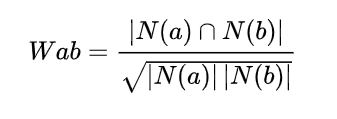 Wab = |N(a) ∩ N(b)| / √|N(a)| |N(b)|